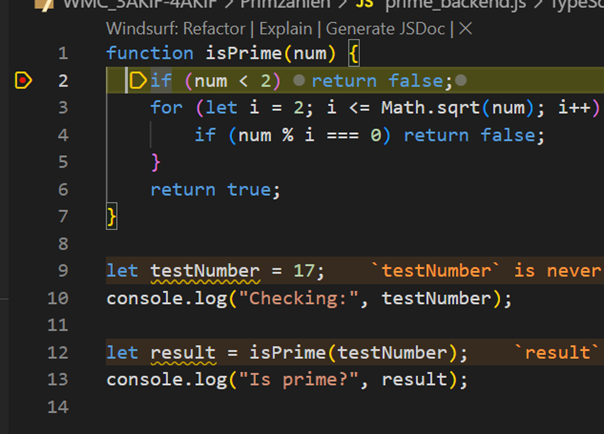 WMC_3AKIF-4AKIF > Primzahlen > JS prime_backend.js > TypeSc
Windsurf: Refactor | Explain | Generate JSDoc | X
1 function isPrime(num) {
2 if (num < 2) return false;
3 for (let i = 2; i <= Math.sqrt(num); i++)
4 if (num % i === 0) return false;
5 }
6 return true;
7 }
8
9 let testNumber = 17; `testNumber` is never
10 console.log("Checking:", testNumber);
11
12 let result = isPrime(testNumber); `result`
13 console.log("Is prime?", result);
14